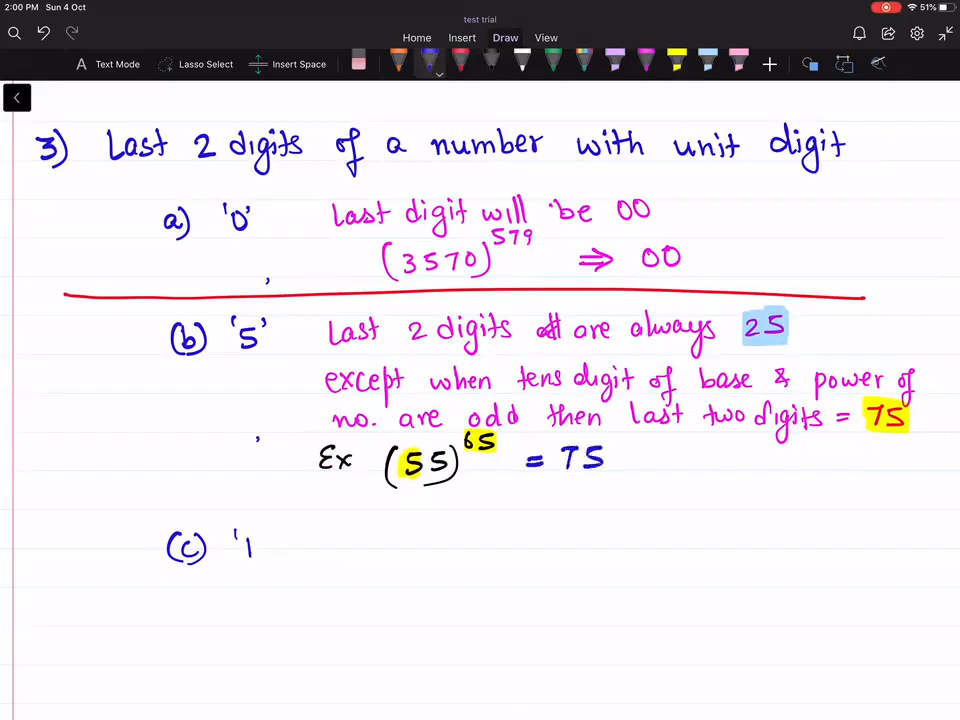 2:00 PM Sun 4 Oct
51%
test trial
Home Insert Draw View
Text Mode Lasso Select Insert Space
3) Last 2 digits of a number with unit digit
a) '0' Last digit will be 00
(3570)^579 ⇒ 00
(b) '5' Last 2 digits are always 25
except when tens digit of base & power of
no. are odd then last two digits = 75
Ex (55)^65 = 75
(c) '1